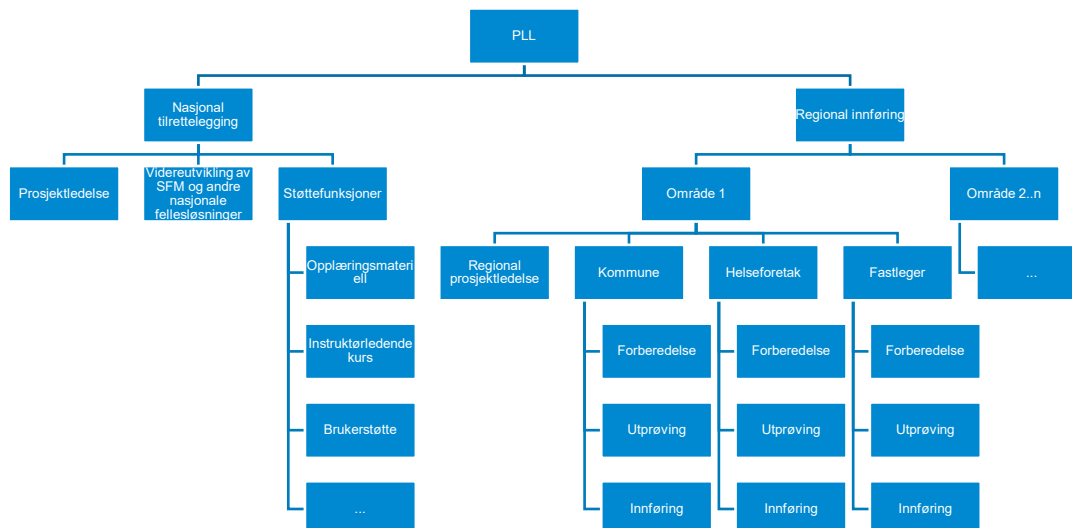 PLL
Nasjonal
tilrettelegging
Regional innføring
Prosjektledelse
Videreutvikling av
SFM og andre
nasjonale
fellesløsninger
Støttefunksjoner
Område 1
Område 2..n
Opplæringsmateri
ell
Regional
prosjektledelse
Kommune
Helseforetak
Fastleger
...
Instruktørledende
kurs
Forberedelse
Forberedelse
Forberedelse
Brukerstøtte
Utprøving
Utprøving
Utprøving
...
Innføring
Innføring
Innføring